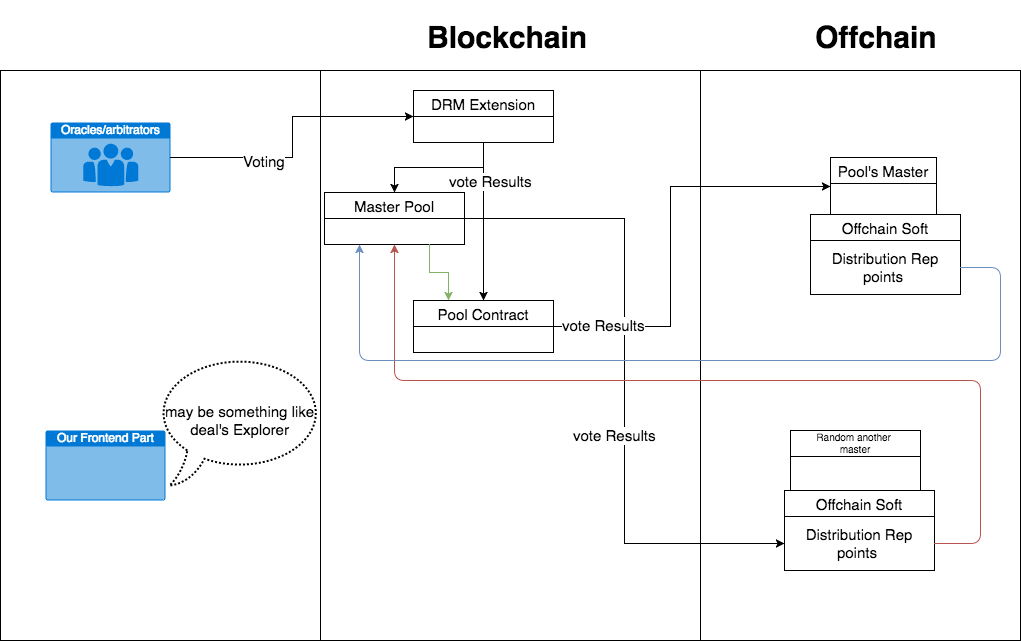 Blockchain
Offchain
Oracles/arbitrators
Voting
DRM Extension
vote Results
Master Pool
Pool Contract
vote Results
vote Results
Pool's Master
Offchain Soft
Distribution Rep
points
may be something like
deal's Explorer
Our Frontend Part
Random another
master
Offchain Soft
Distribution Rep
points